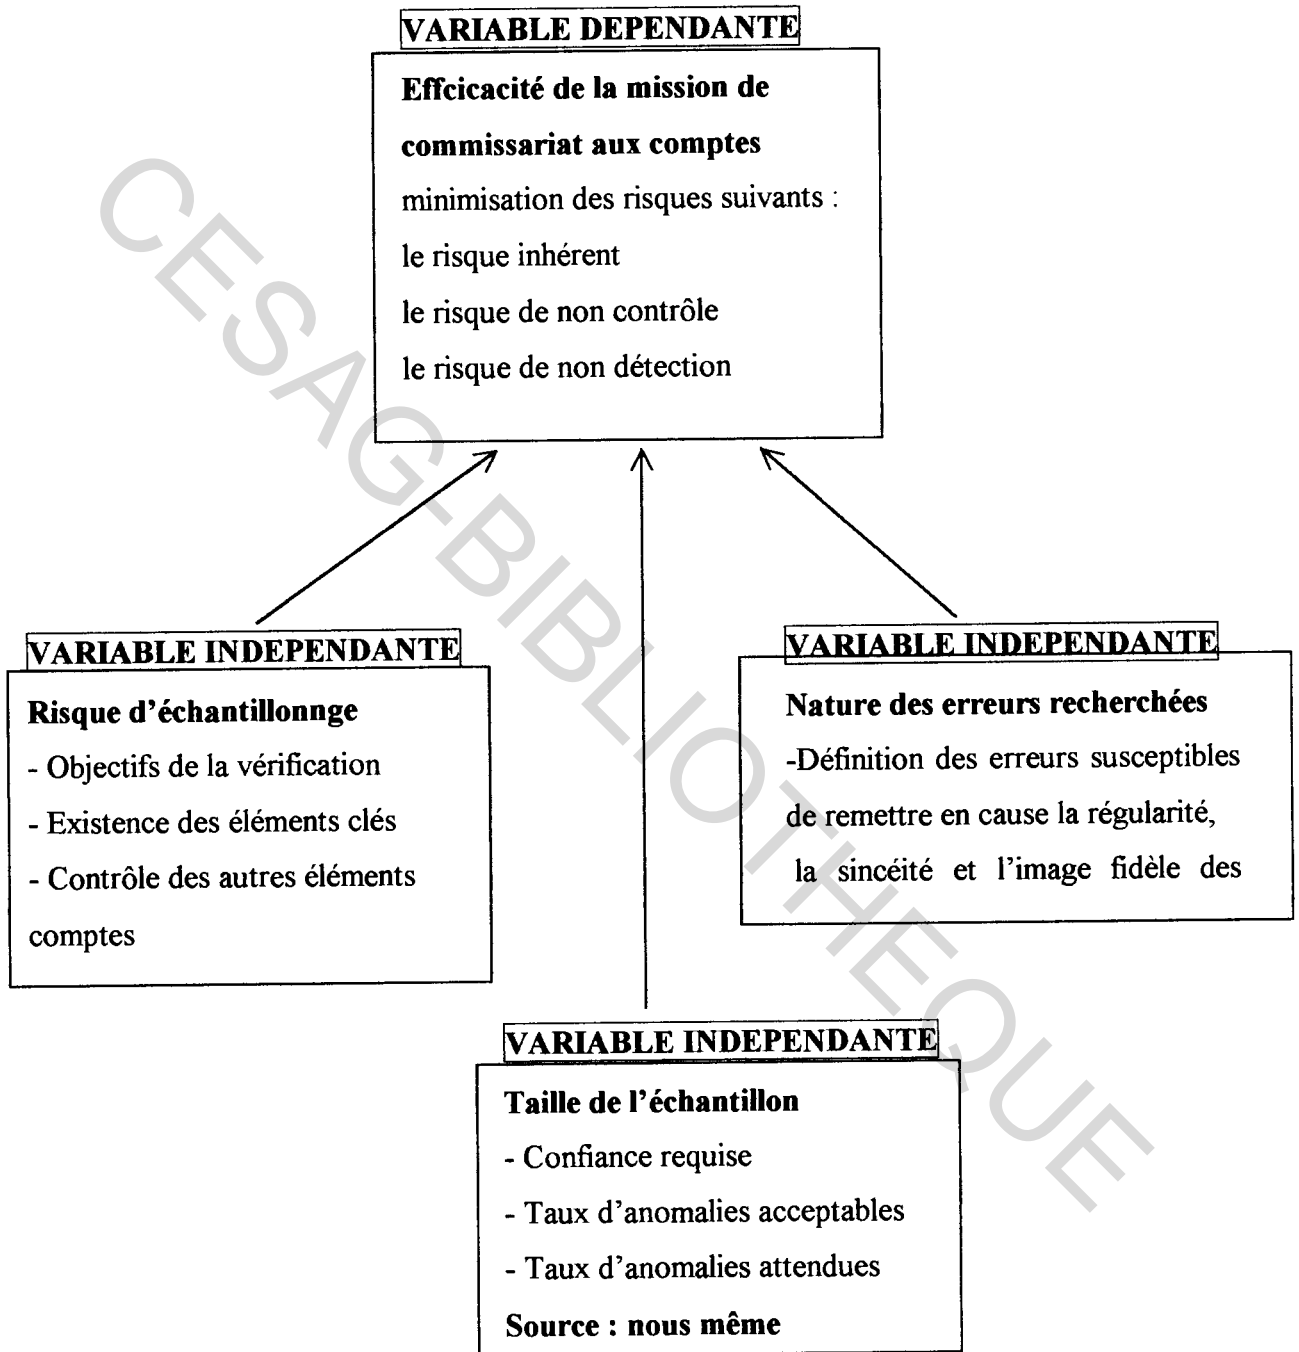 VARIABLE DEPENDANTE
Effcicacité de la mission de
commissariat aux comptes
minimisation des risques suivants :
le risque inhérent
le risque de non contrôle
le risque de non détection
VARIABLE INDEPENDANTE
Risque d'échantillonnge
- Objectifs de la vérification
- Existence des éléments clés
- Contrôle des autres éléments
comptes
VARIABLE INDEPENDANTE
Nature des erreurs recherchées
-Définition des erreurs susceptibles
de remettre en cause la régularité,
la sincéité et l'image fidèle des
VARIABLE INDEPENDANTE
Taille de l'échantillon
- Confiance requise
- Taux d'anomalies acceptables
- Taux d'anomalies attendues
Source : nous même
CESAG-BIBLIOTHEQUE